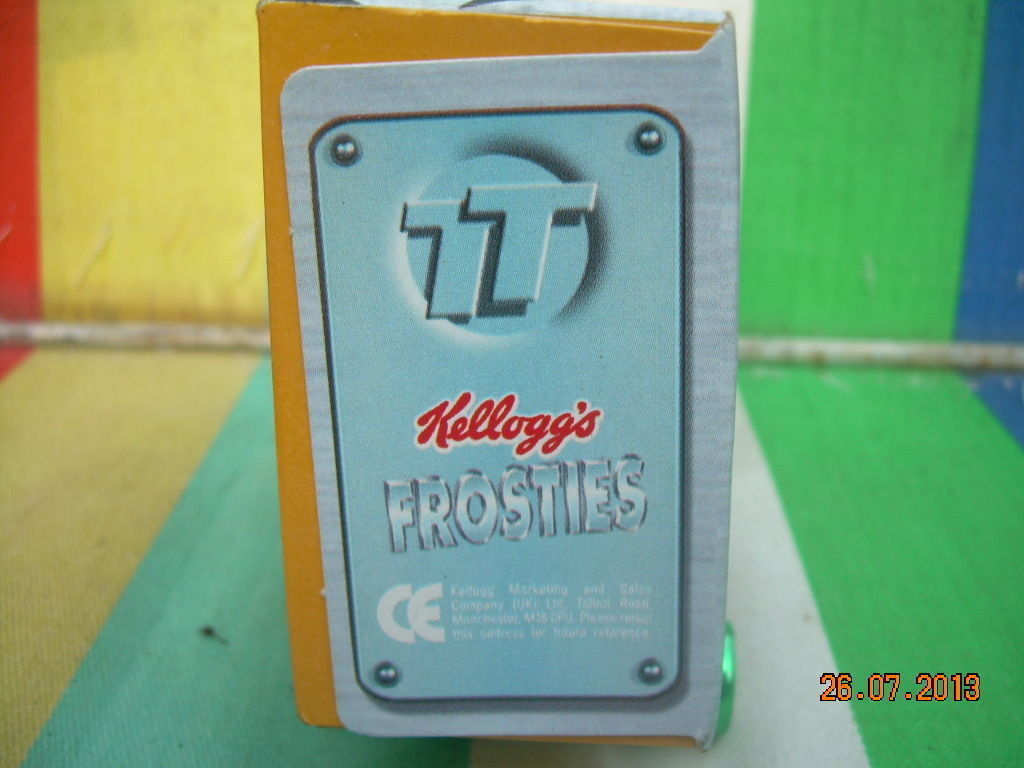 TT
Kellogg's
FROSTIES
CE
Kellogg Marketing and Sales
Company (UK) Ltd, Talbot Road,
Manchester, M16 0PU. Please retain
this address for future reference.
26.07.2013